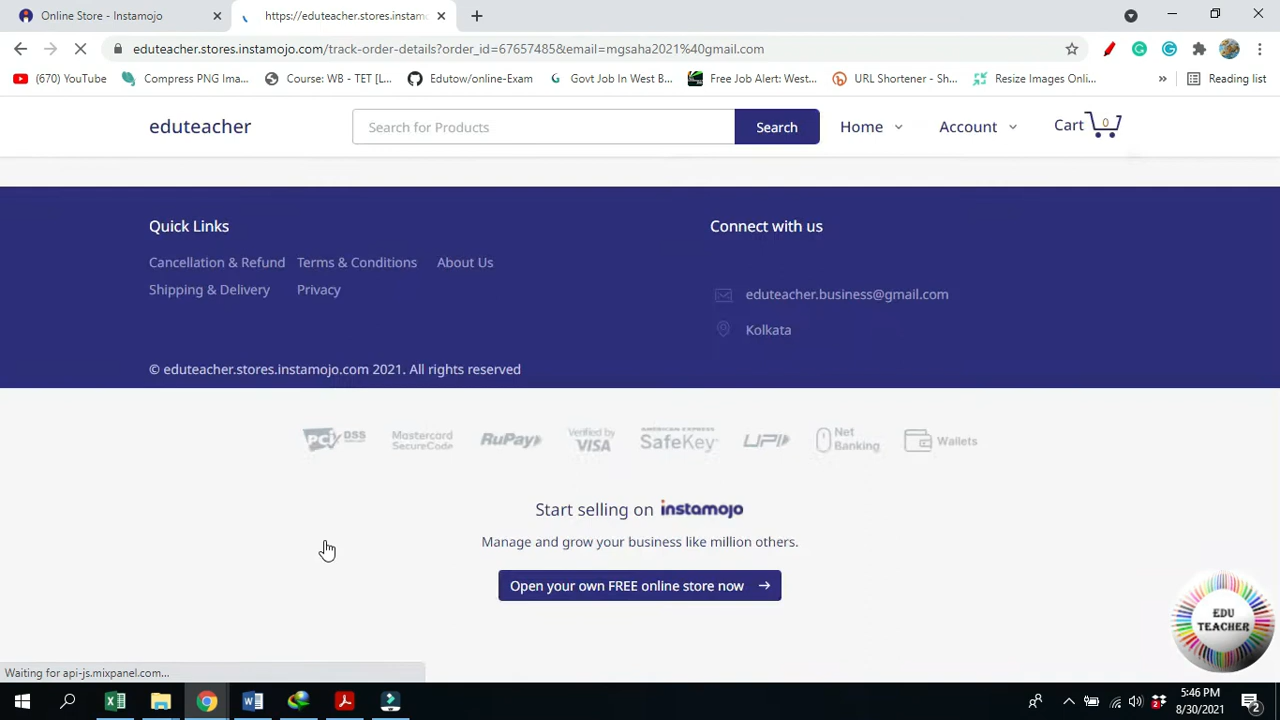 Online Store - Instamojo
https://eduteacher.stores.instamo
eduteacher.stores.instamojo.com/track-order-details?order_id=67657485&email=mgsaha2021%40gmail.com
(670) YouTube
Compress PNG Ima...
Course: WB - TET [L...
Edutow/online-Exam
Govt Job In West B...
Free Job Alert: West...
URL Shortener - Sh...
Resize Images Onli...
»
Reading list
eduteacher
Search for Products
Search
Home
Account
Cart
0
Quick Links
Connect with us
Cancellation & Refund
Terms & Conditions
About Us
Shipping & Delivery
Privacy
eduteacher.business@gmail.com
Kolkata
© eduteacher.stores.instamojo.com 2021. All rights reserved
PCI DSS
Mastercard SecureCode
RuPay
Verified by VISA
AMERICAN EXPRESS SafeKey
UPI
Net Banking
Wallets
Start selling on instamojo
Manage and grow your business like million others.
Open your own FREE online store now →
EDU
TEACHER
Waiting for api-js.mixpanel.com...
5:46 PM
8/30/2021
2